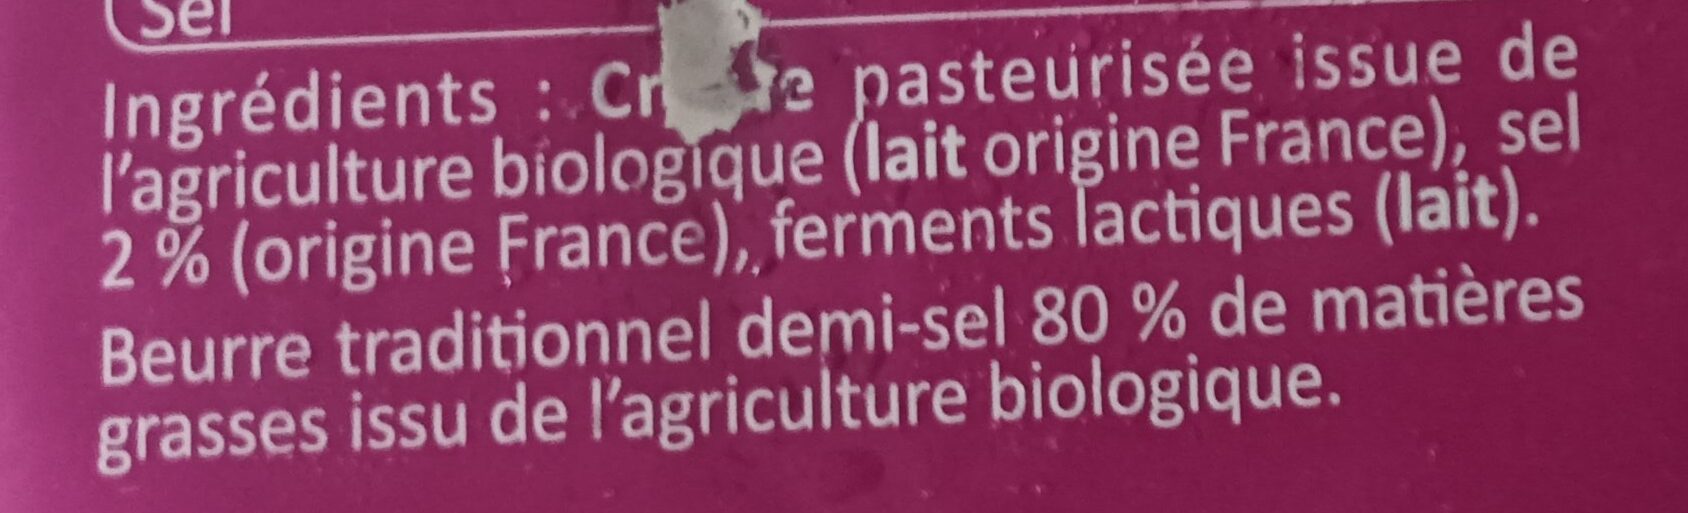 Sel
Ingrédients : pasteurisée issue de
l'agriculture biologique (lait origine France), sel
2 % (origine France), ferments lactiques (lait).
Beurre traditionnel demi-sel 80 % de matières
grasses issu de l'agriculture biologique.